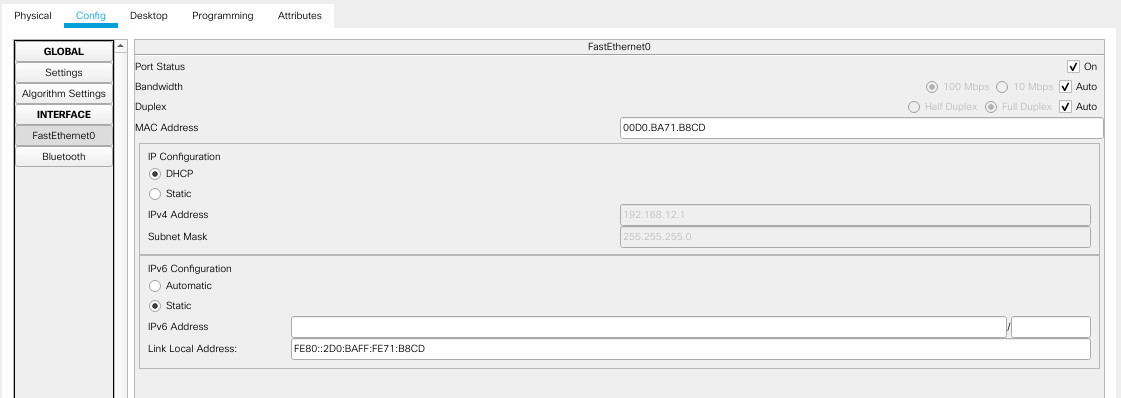 Physical Config Desktop Programming Attributes
GLOBAL
Settings
Algorithm Settings
INTERFACE
FastEthernet0
Bluetooth
FastEthernet0
Port Status On
Bandwidth 100 Mbps 10 Mbps Auto
Duplex Half Duplex Full Duplex Auto
MAC Address 00D0.BA71.B8CD
IP Configuration
DHCP
Static
IPv4 Address 192.168.12.1
Subnet Mask 255.255.255.0
IPv6 Configuration
Automatic
Static
IPv6 Address /
Link Local Address: FE80::2D0:BAFF:FE71:B8CD